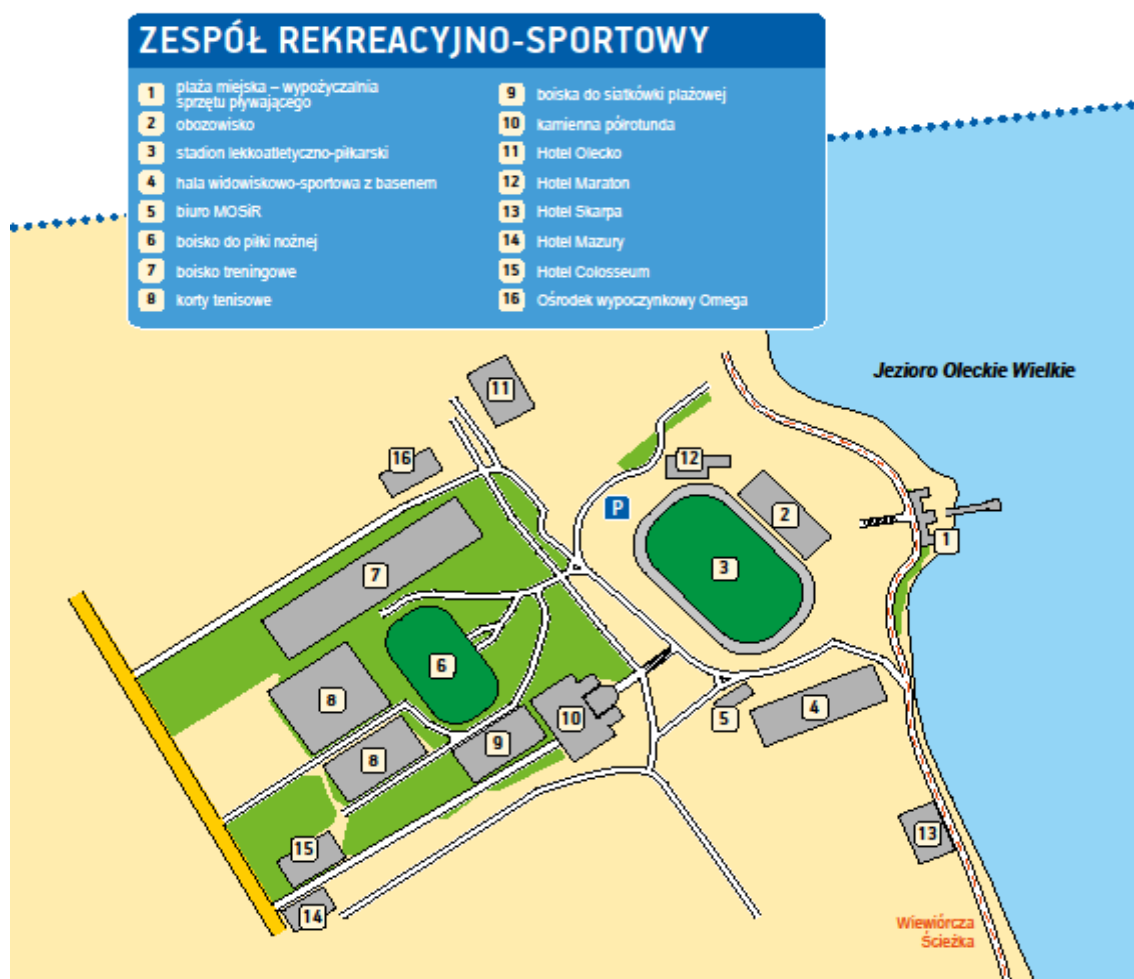 ZESPÓŁ REKREACYJNO-SPORTOWY
1 plaża miejska – wypożyczalnia
sprzętu pływającego
2 obozowisko
3 stadion lekkoatletyczno-piłkarski
4 hala widowiskowo-sportowa z basenem
5 biuro MOSiR
6 boisko do piłki nożnej
7 boisko treningowe
8 korty tenisowe
9 boiska do siatkówki plażowej
10 kamienna półrotunda
11 Hotel Olecko
12 Hotel Maraton
13 Hotel Skarpa
14 Hotel Mazury
15 Hotel Colosseum
16 Ośrodek wypoczynkowy Omega
Jezioro Oleckie Wielkie
11
16
12
P
2
1
7
3
6
8
10
4
5
9
8
13
15
14
Wiewiórcza
Ścieżka